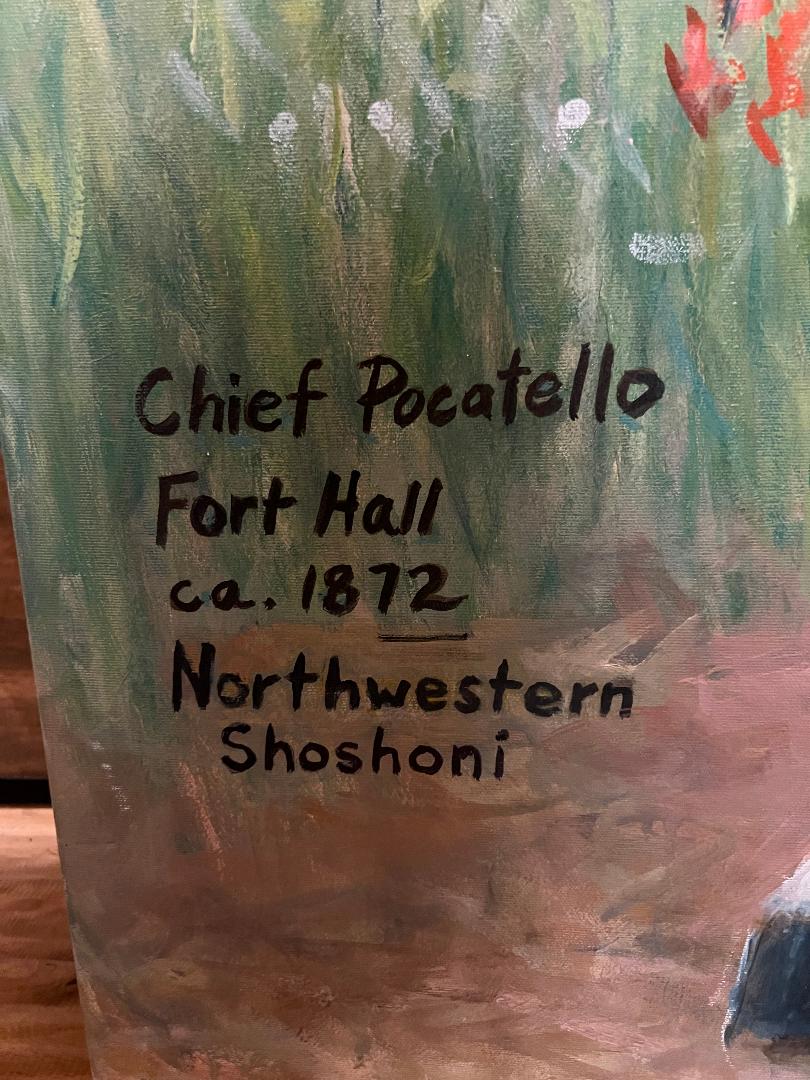 Chief Pocatello
Fort Hall
ca. 1872
Northwestern
Shoshoni